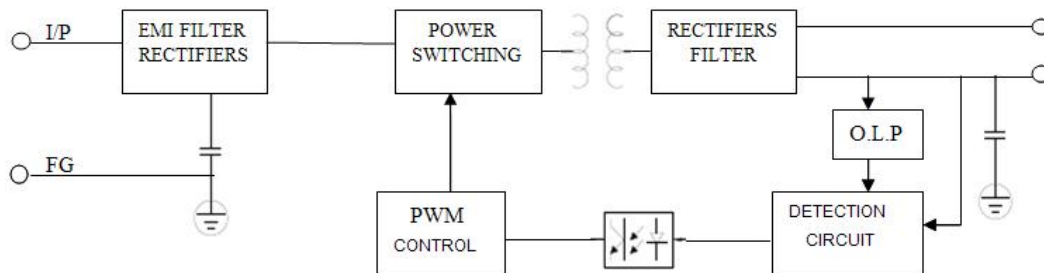 I/P
EMI FILTER
RECTIFIERS
POWER
SWITCHING
RECTIFIERS
FILTER
O.L.P
FG
PWM
CONTROL
DETECTION
CIRCUIT